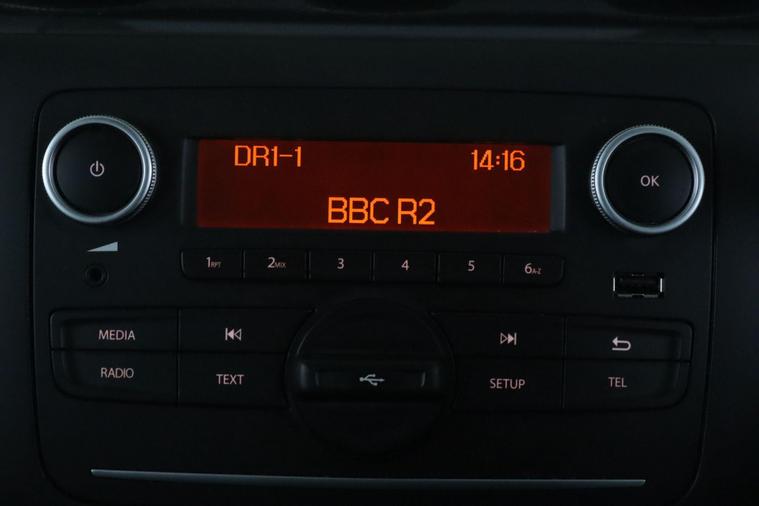 DR1-1 14:16
BBC R2
OK
1RPT 2MIX 3 4 5 6A-Z
MEDIA
RADIO TEXT SETUP TEL